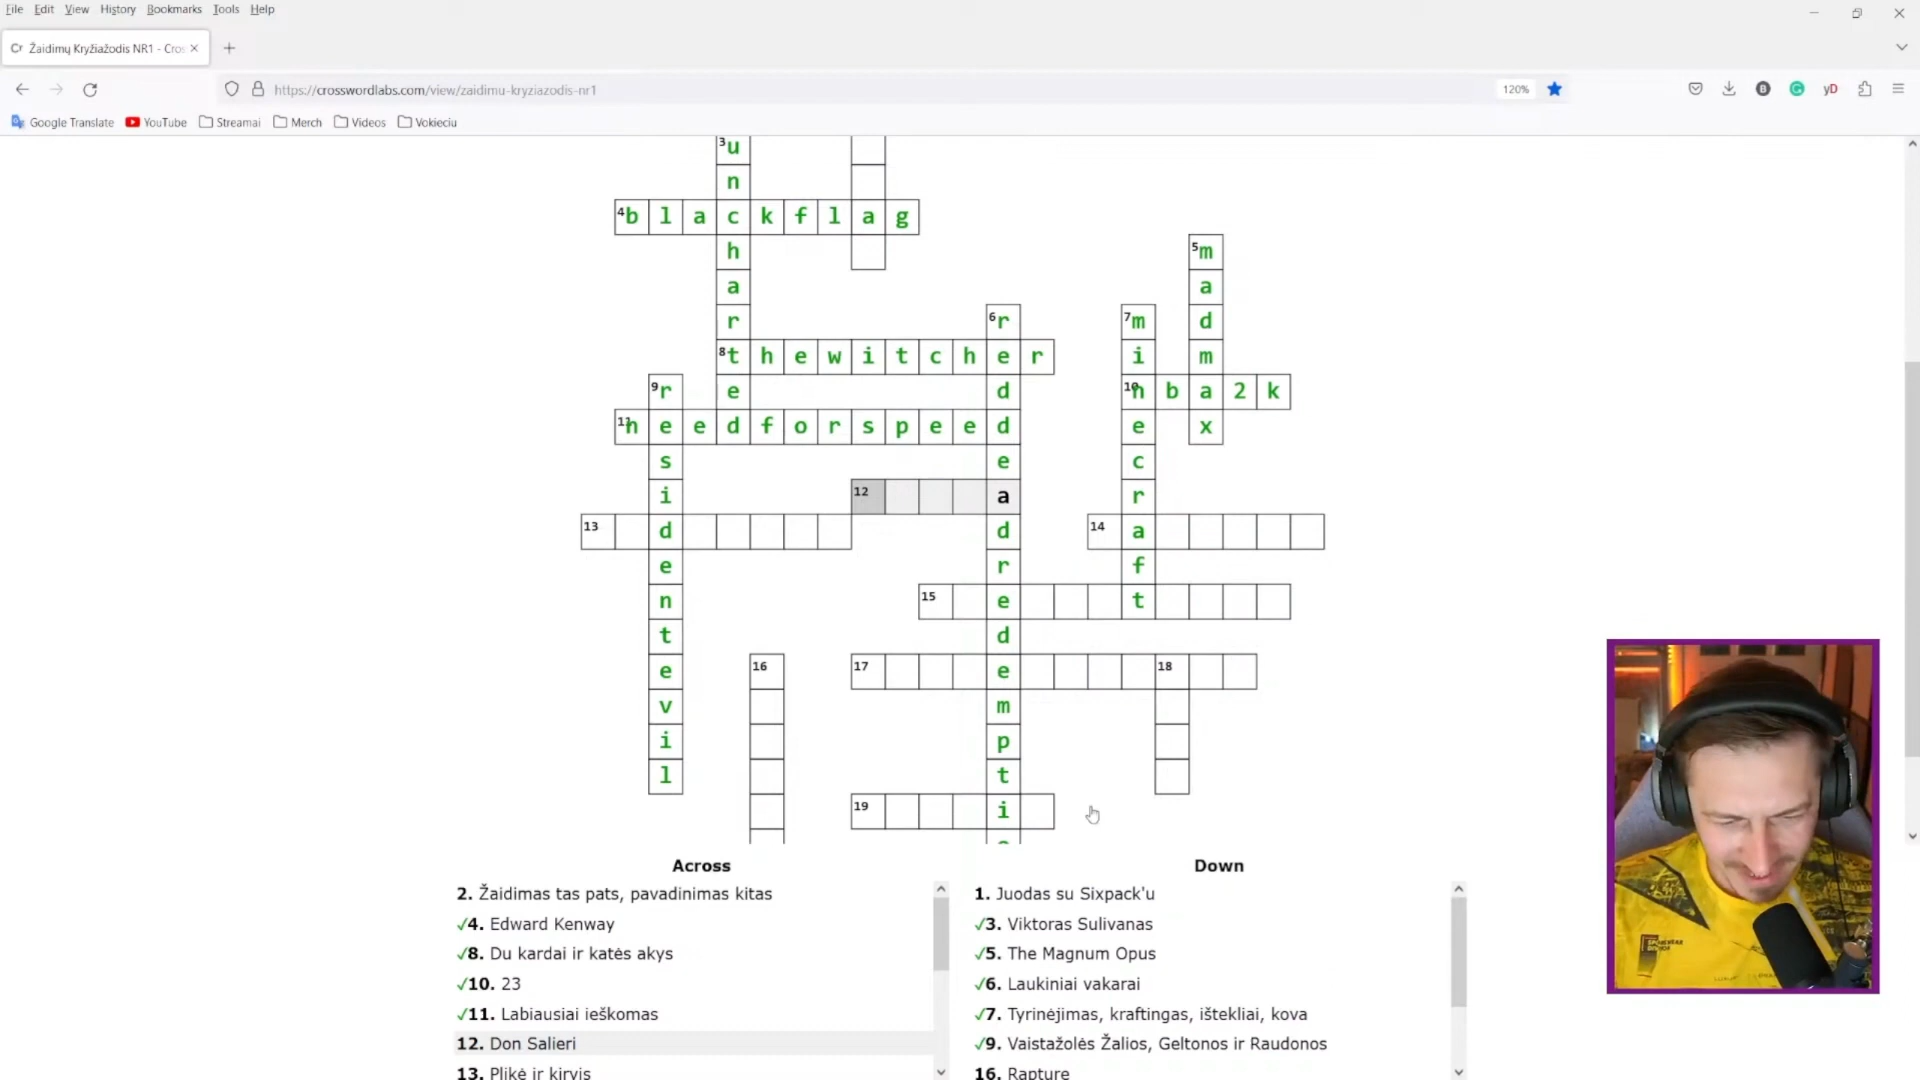 File Edit View History Bookmarks Tools Help
Cr Žaidimų Kryžiažodis NR1 - Cros
https://crosswordlabs.com/view/zaidimu-kryziazodis-nr1
120%
B G yD
Google Translate YouTube Streamai Merch Videos Vokieciu
3 u
n
4 b l a c k f l a g
h 5 m
a a
r 6 r 7 m d
8 t h e w i t c h e r i m
9 r e d 10 n b a 2 k
11 n e e d f o r s p e e d e x
s e c
i 12 a r
13 d d 14 a
e r f
n 15 e t
t d
e 16 17 e 18
v m
i p
l t
19 i
Across
2. Žaidimas tas pats, pavadinimas kitas
✓4. Edward Kenway
✓8. Du kardai ir katės akys
✓10. 23
✓11. Labiausiai ieškomas
12. Don Salieri
13. Plikė ir kirvis
Down
1. Juodas su Sixpack'u
✓3. Viktoras Sulivanas
✓5. The Magnum Opus
✓6. Laukiniai vakarai
✓7. Tyrinėjimas, kraftingas, ištekliai, kova
✓9. Vaistažolės Žalios, Geltonos ir Raudonos
16. Rapture